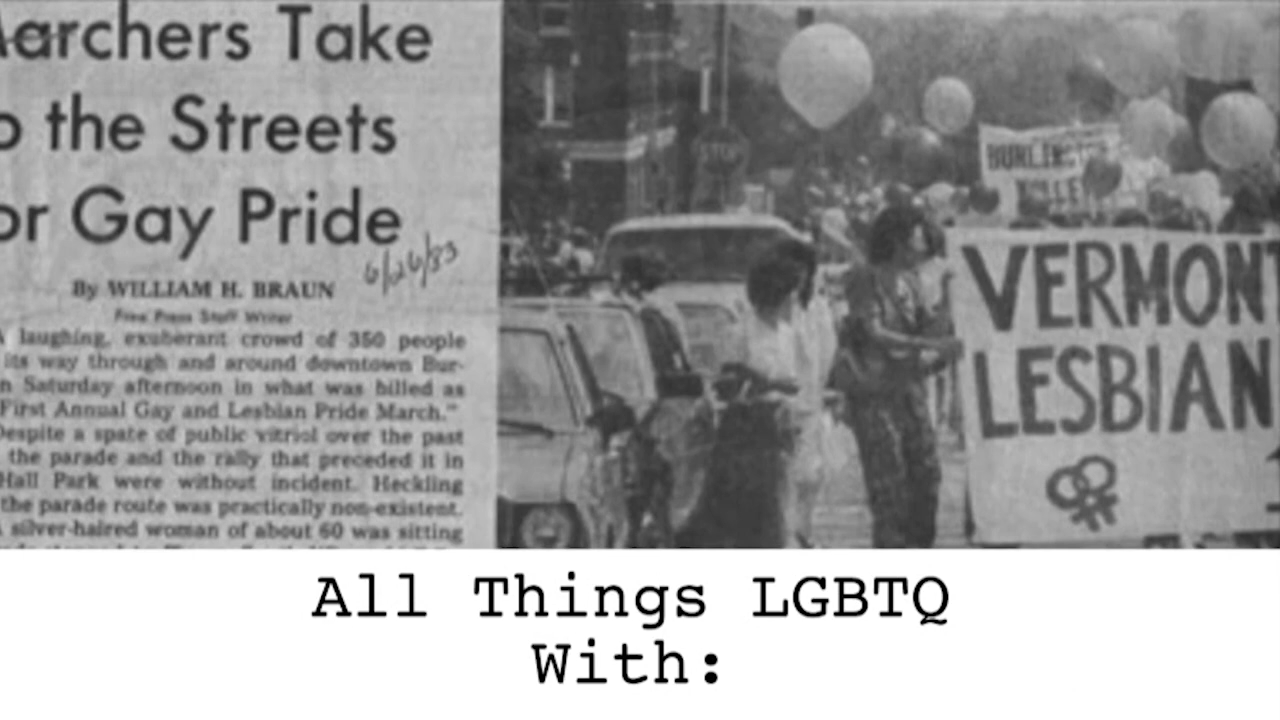 archers Take
o the Streets
or Gay Pride
6/26/83
By WILLIAM H. BRAUN
Free Press Staff Writer
A laughing, exuberant crowd of 350 people
its way through and around downtown Bur-
n Saturday afternoon in what was billed as
First Annual Gay and Lesbian Pride March."
Despite a spate of public vitriol over the past
the parade and the rally that preceded it in
Hall Park were without incident. Heckling
the parade route was practically non-existent.
A silver-haired woman of about 60 was sitting
STOP
BURLINGTON
VERMONT
LESBIAN
All Things LGBTQ
With: